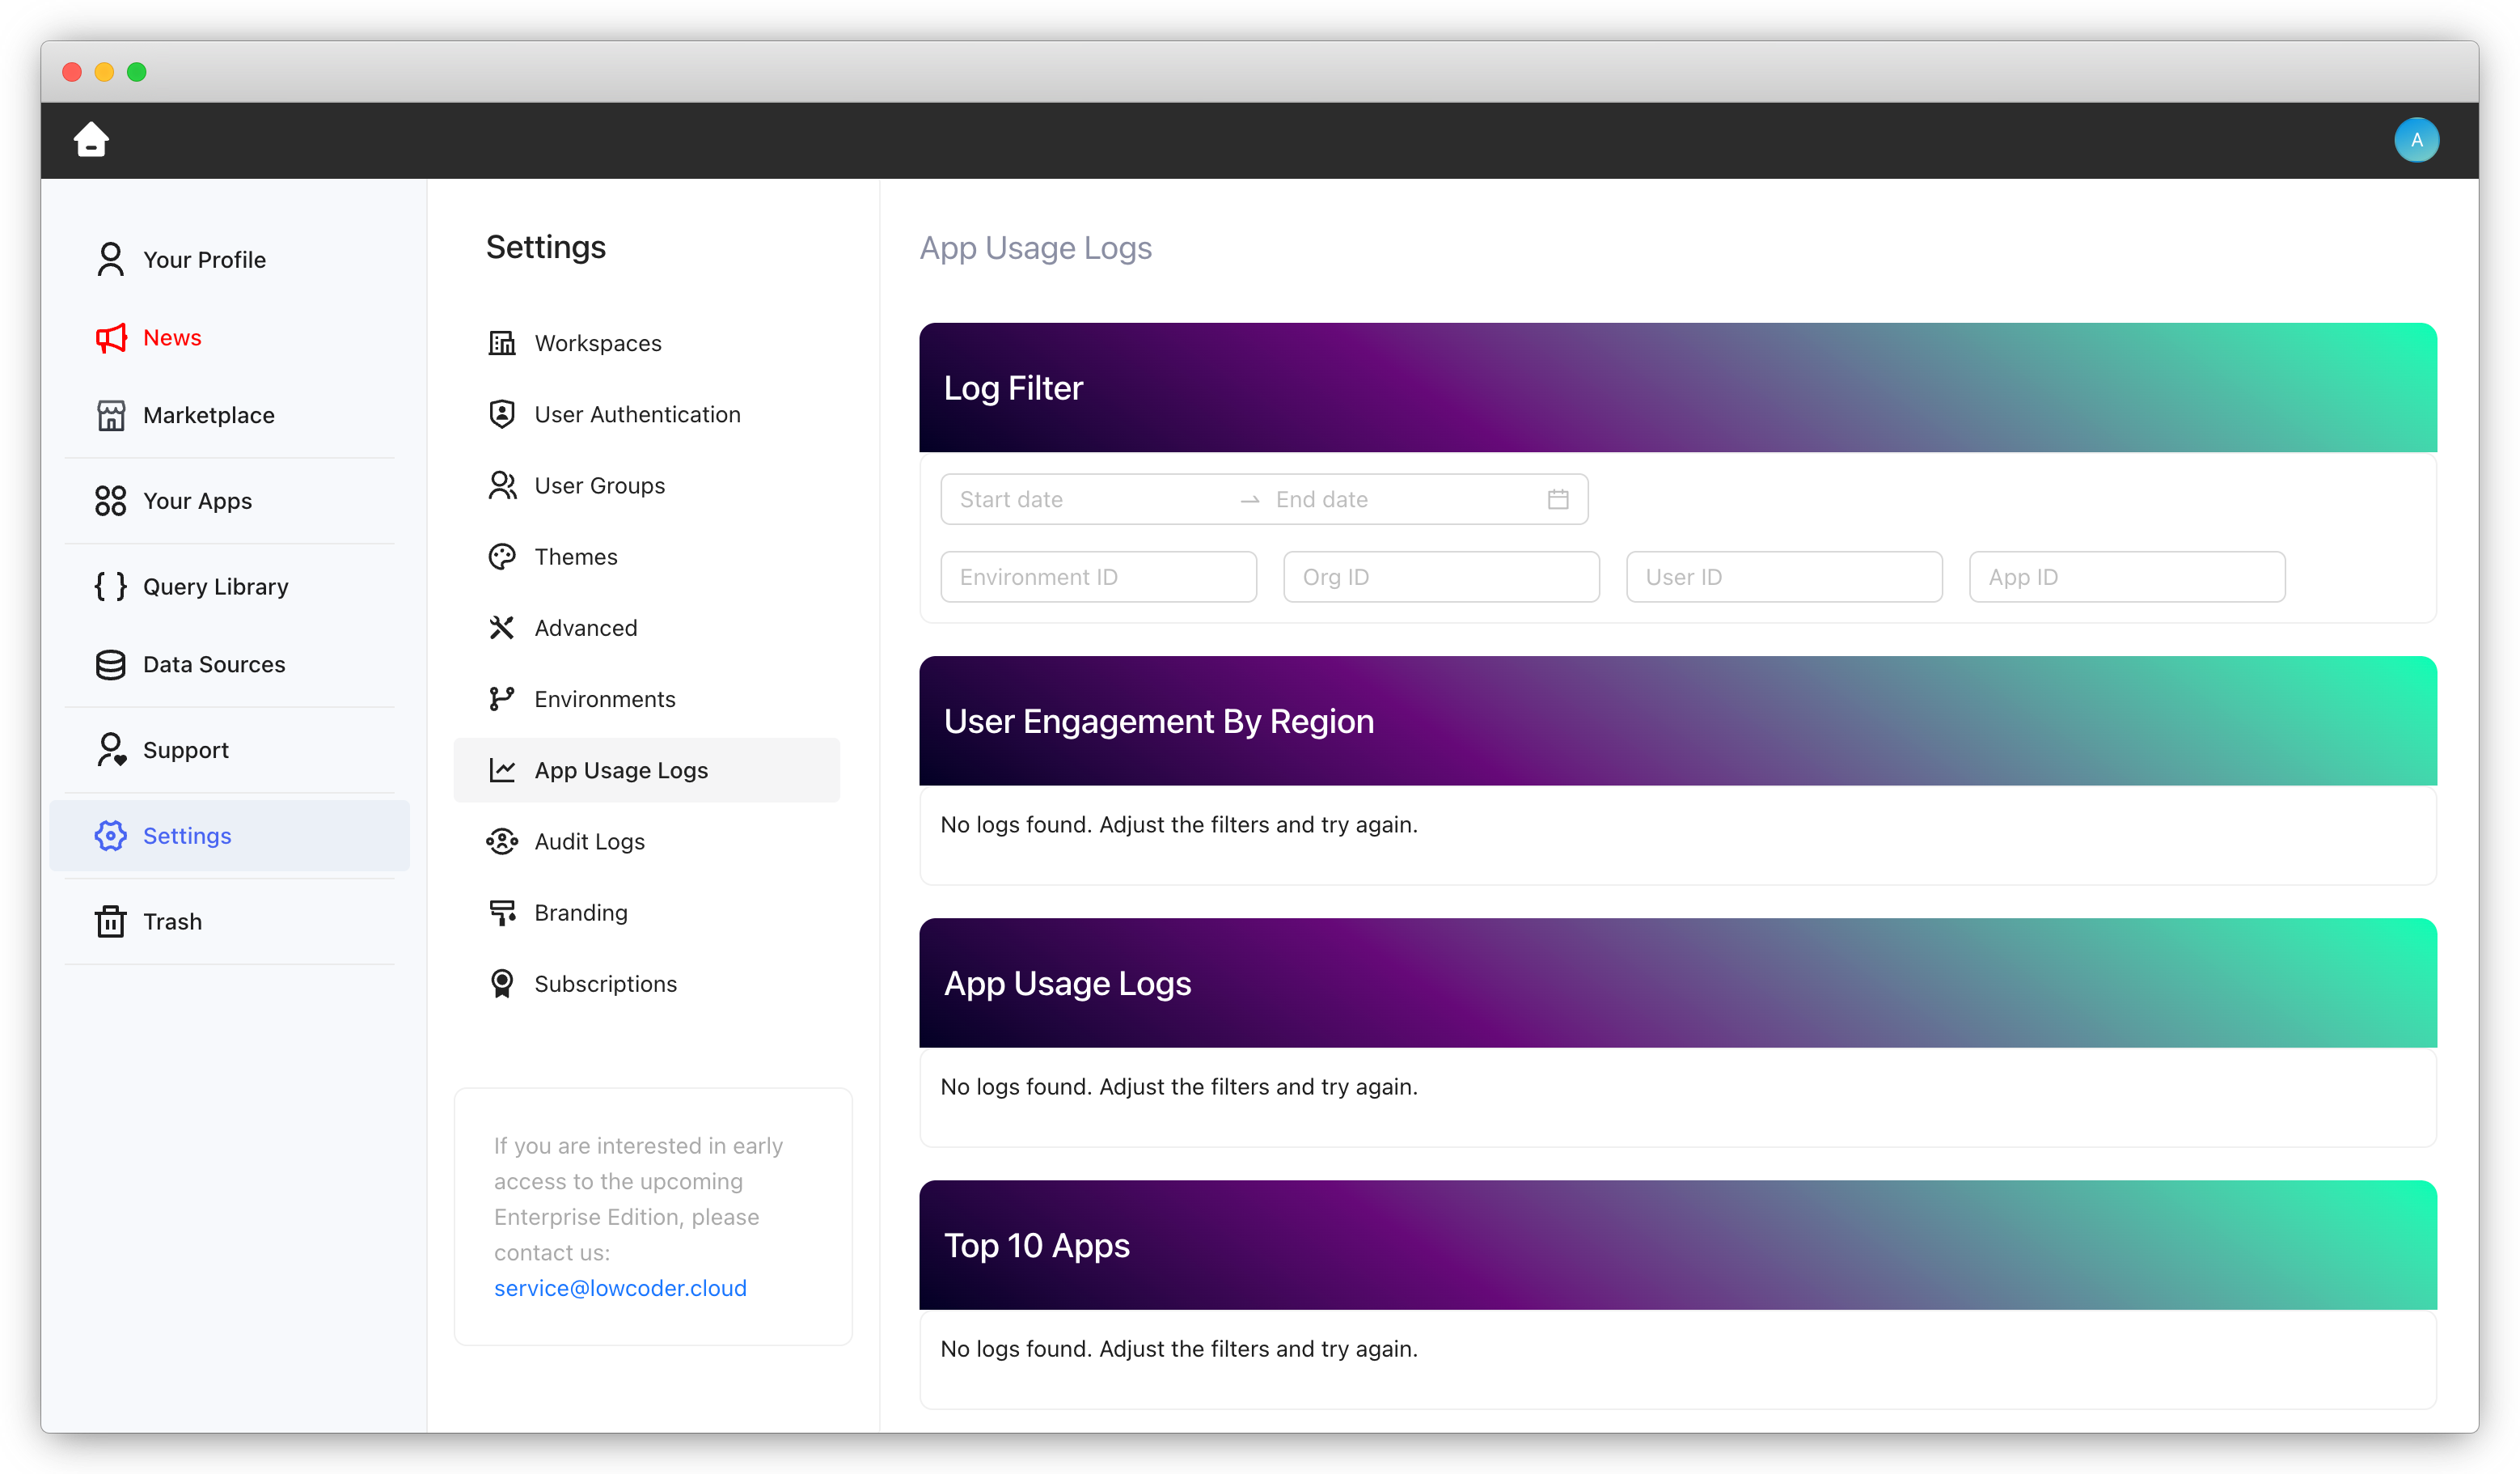 A
Your Profile
News
Marketplace
Your Apps
Query Library
Data Sources
Support
Settings
Trash
Settings
Workspaces
User Authentication
User Groups
Themes
Advanced
Environments
App Usage Logs
Audit Logs
Branding
Subscriptions
If you are interested in early
access to the upcoming
Enterprise Edition, please
contact us:
service@lowcoder.cloud
App Usage Logs
Log Filter
Start date End date
Environment ID Org ID User ID App ID
User Engagement By Region
No logs found. Adjust the filters and try again.
App Usage Logs
No logs found. Adjust the filters and try again.
Top 10 Apps
No logs found. Adjust the filters and try again.